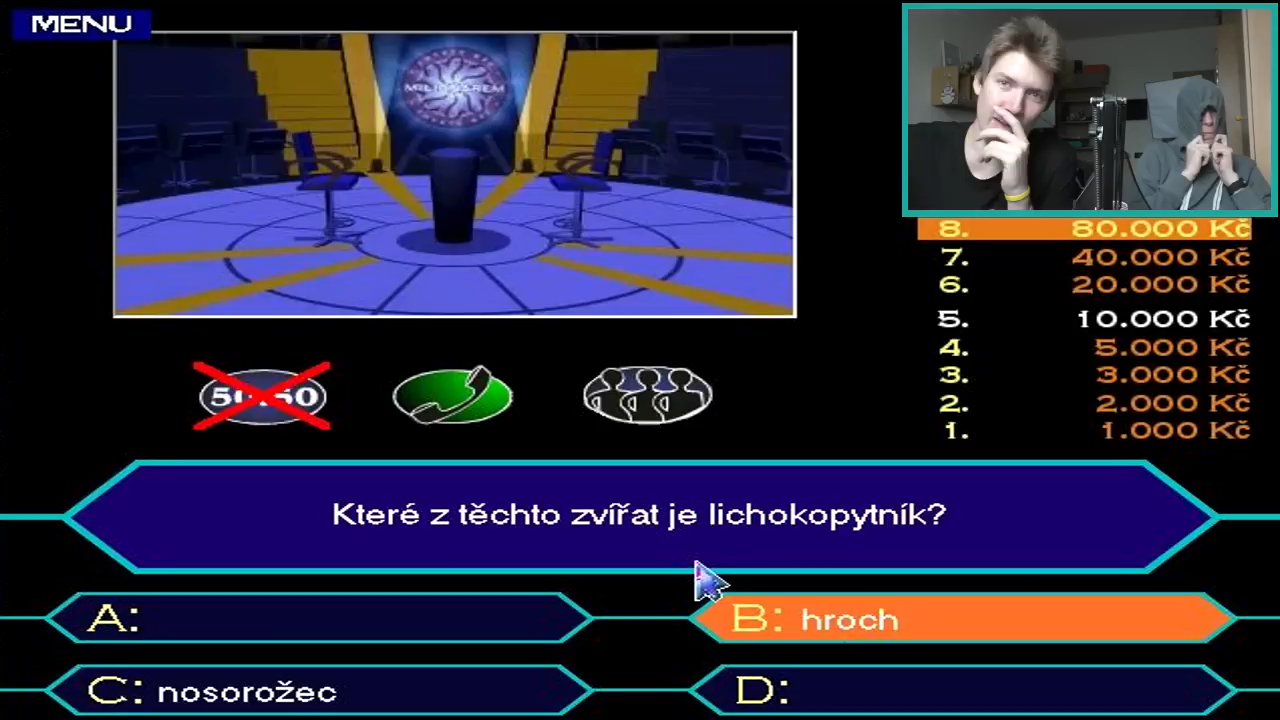 MENU
MILIONÁŘEM
8. 80.000 Kč
7. 40.000 Kč
6. 20.000 Kč
5. 10.000 Kč
4. 5.000 Kč
3. 3.000 Kč
2. 2.000 Kč
1. 1.000 Kč
50:50
Které z těchto zvířat je lichokopytník?
A:
B: hroch
C: nosorožec
D: